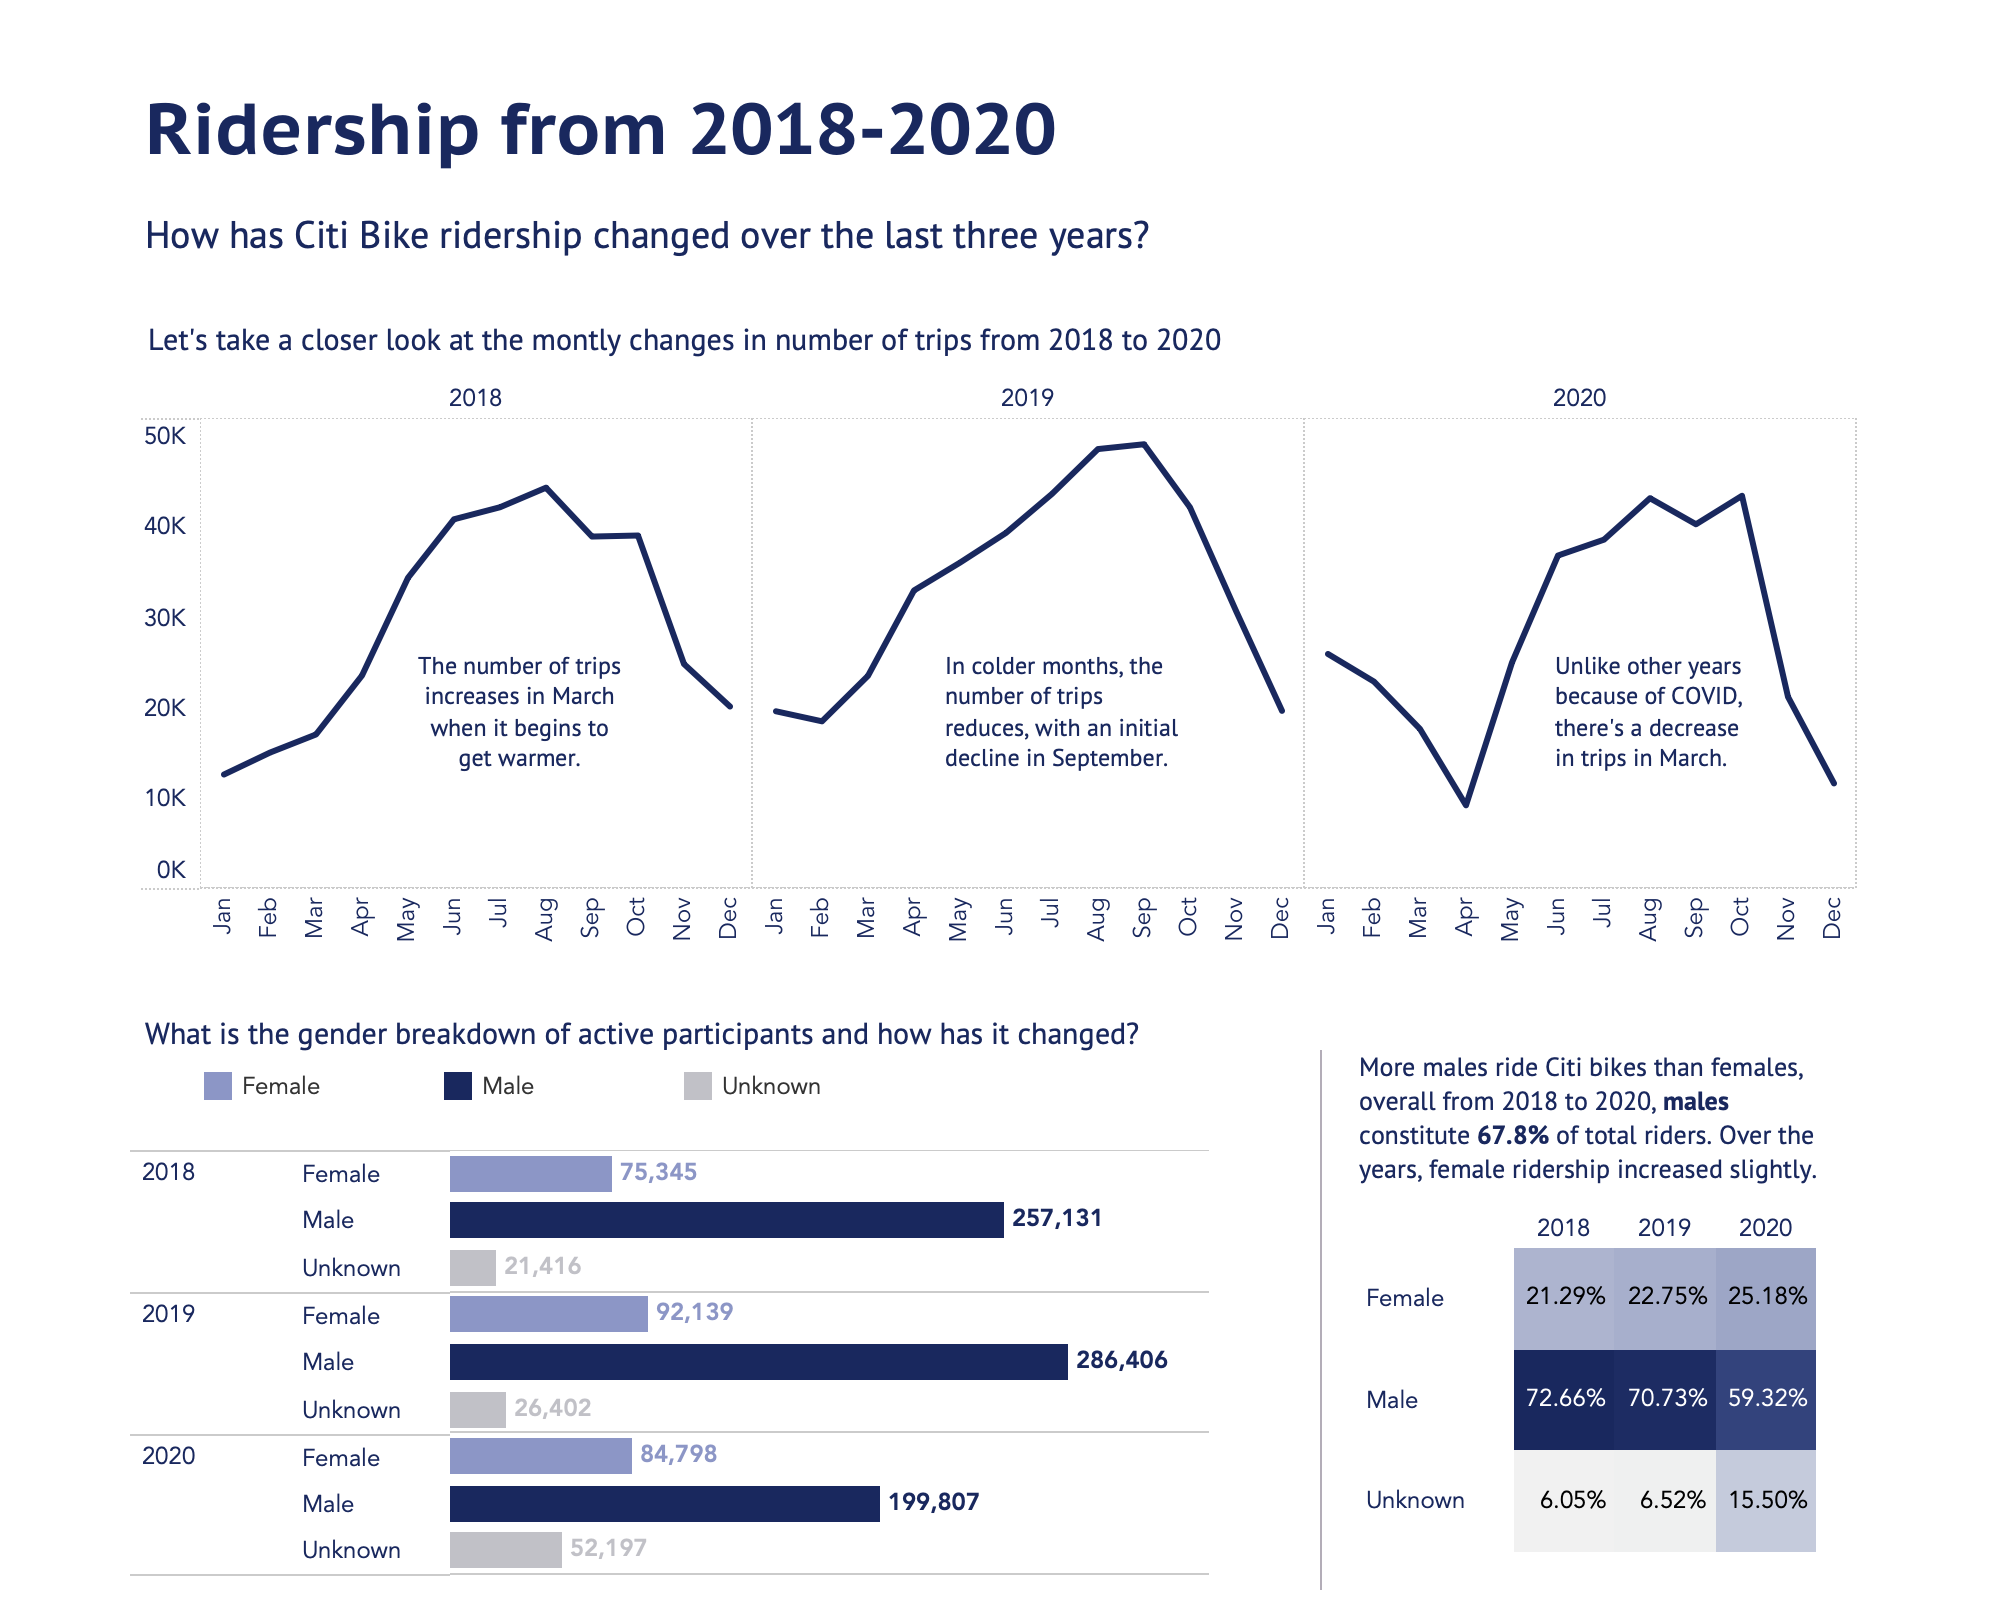 Ridership from 2018-2020
How has Citi Bike ridership changed over the last three years?
Let's take a closer look at the montly changes in number of trips from 2018 to 2020
2018 2019 2020
50K
40K
30K
20K
10K
0K
The number of trips
increases in March
when it begins to
get warmer.
In colder months, the
number of trips
reduces, with an initial
decline in September.
Unlike other years
because of COVID,
there's a decrease
in trips in March.
Jan Feb Mar Apr May Jun Jul Aug Sep Oct Nov Dec Jan Feb Mar Apr May Jun Jul Aug Sep Oct Nov Dec Jan Feb Mar Apr May Jun Jul Aug Sep Oct Nov Dec
What is the gender breakdown of active participants and how has it changed?
Female Male Unknown
2018 Female 75,345
Male 257,131
Unknown 21,416
2019 Female 92,139
Male 286,406
Unknown 26,402
2020 Female 84,798
Male 199,807
Unknown 52,197
More males ride Citi bikes than females,
overall from 2018 to 2020, males
constitute 67.8% of total riders. Over the
years, female ridership increased slightly.
2018 2019 2020
Female 21.29% 22.75% 25.18%
Male 72.66% 70.73% 59.32%
Unknown 6.05% 6.52% 15.50%